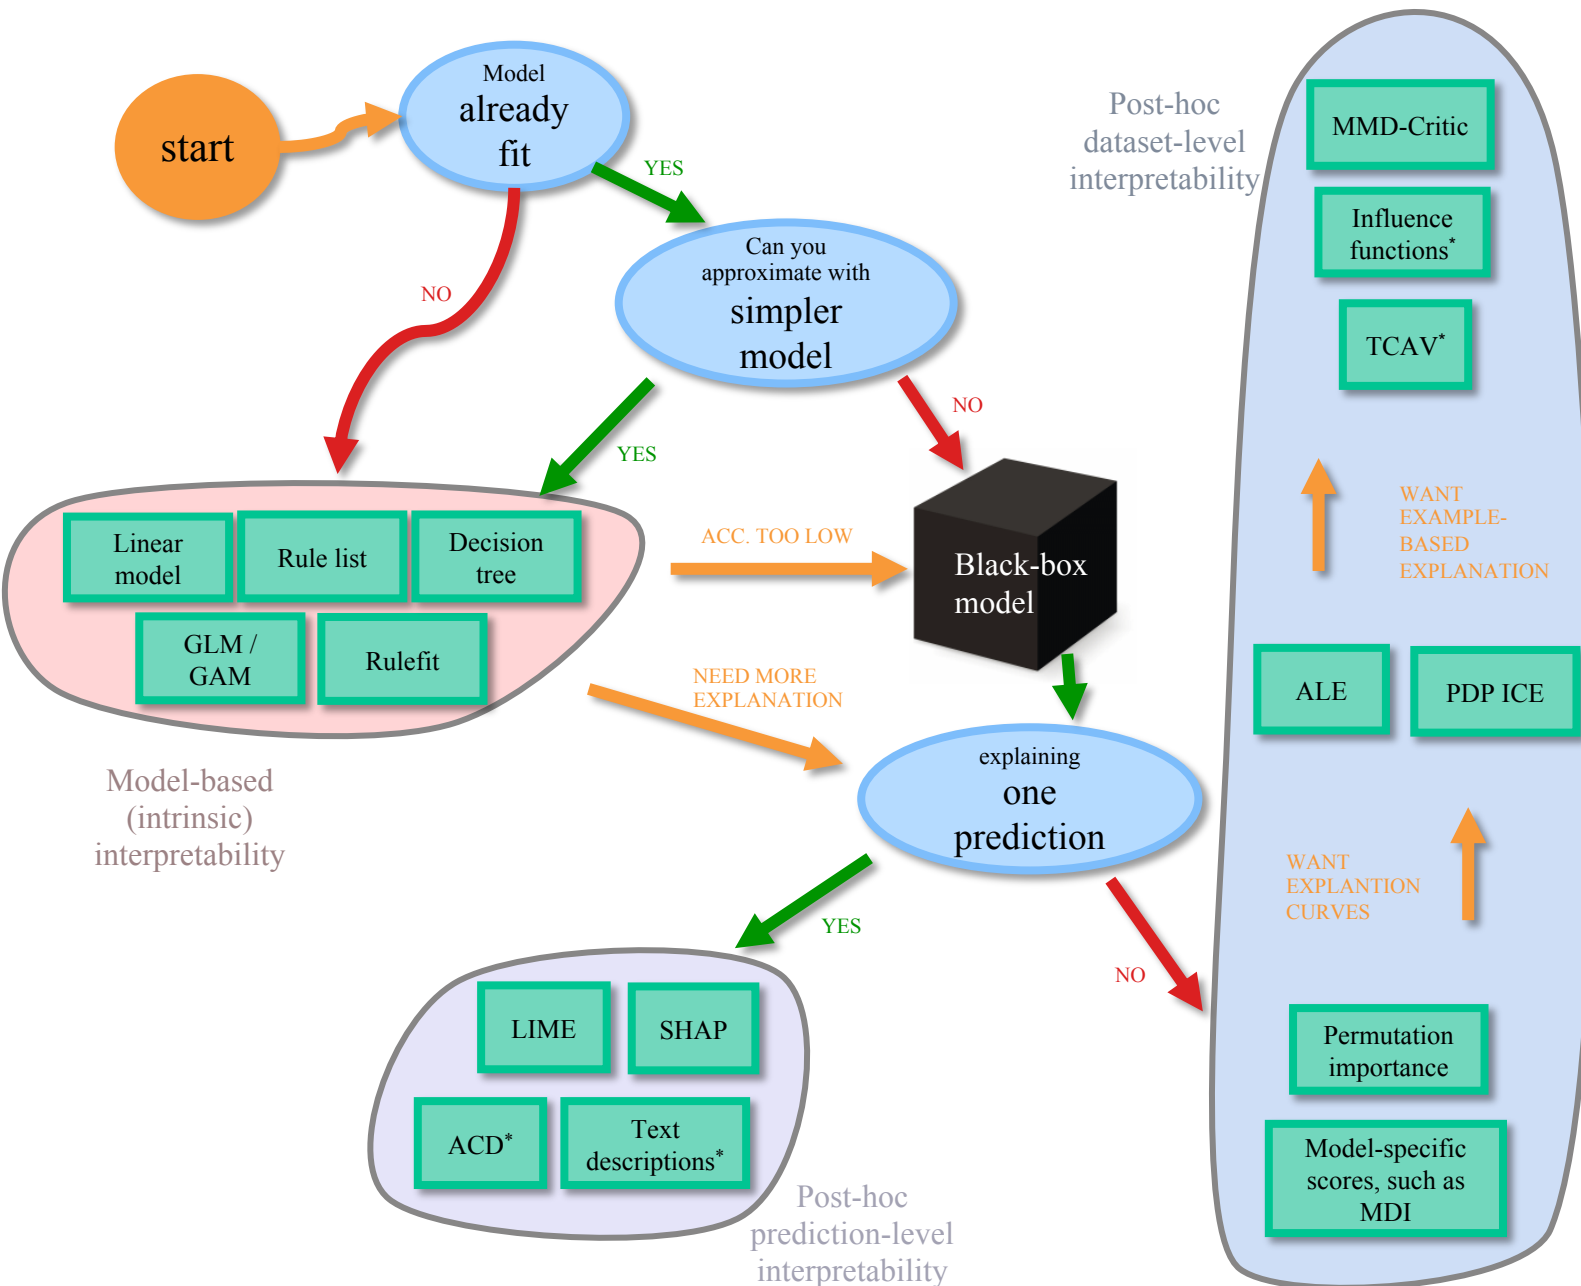 start
Model
already
fit
YES
NO
Can you
approximate with
simpler
model
YES
NO
Linear
model
Rule list
Decision
tree
GLM /
GAM
Rulefit
Model-based
(intrinsic)
interpretability
ACC. TOO LOW
NEED MORE
EXPLANATION
Black-box
model
explaining
one
prediction
YES
NO
LIME
SHAP
ACD*
Text
descriptions*
Post-hoc
prediction-level
interpretability
Post-hoc
dataset-level
interpretability
MMD-Critic
Influence
functions*
TCAV*
WANT
EXAMPLE-
BASED
EXPLANATION
ALE
PDP ICE
WANT
EXPLANTION
CURVES
Permutation
importance
Model-specific
scores, such as
MDI